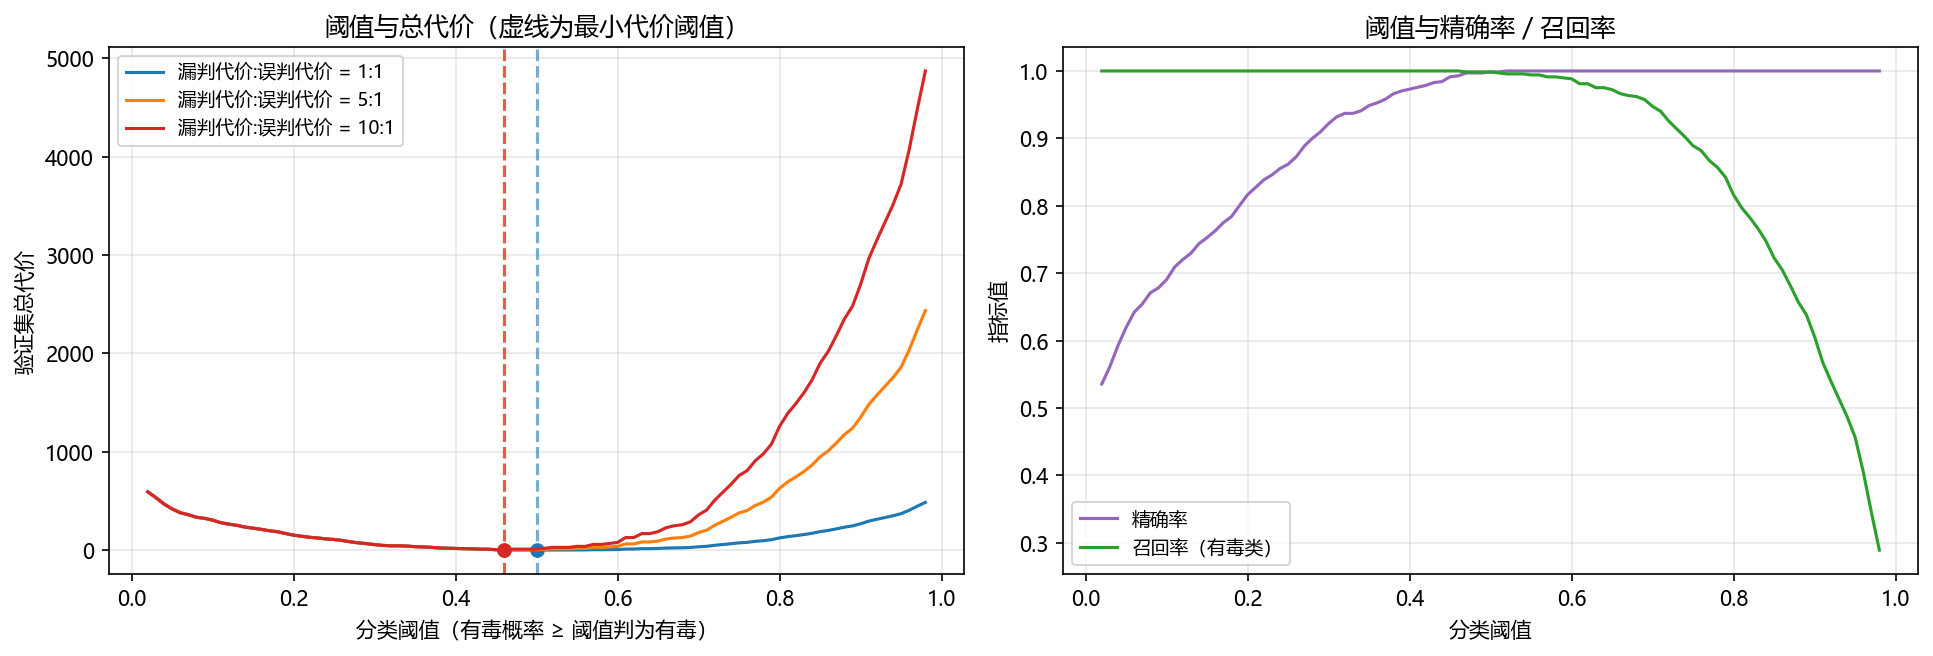 阈值与总代价（虚线为最小代价阈值）
漏判代价:误判代价 = 1:1
漏判代价:误判代价 = 5:1
漏判代价:误判代价 = 10:1
验证集总代价
5000
4000
3000
2000
1000
0
0.0 0.2 0.4 0.6 0.8 1.0
分类阈值（有毒概率 ≥ 阈值判为有毒）
阈值与精确率 / 召回率
指标值
1.0
0.9
0.8
0.7
0.6
0.5
0.4
0.3
精确率
召回率（有毒类）
0.0 0.2 0.4 0.6 0.8 1.0
分类阈值